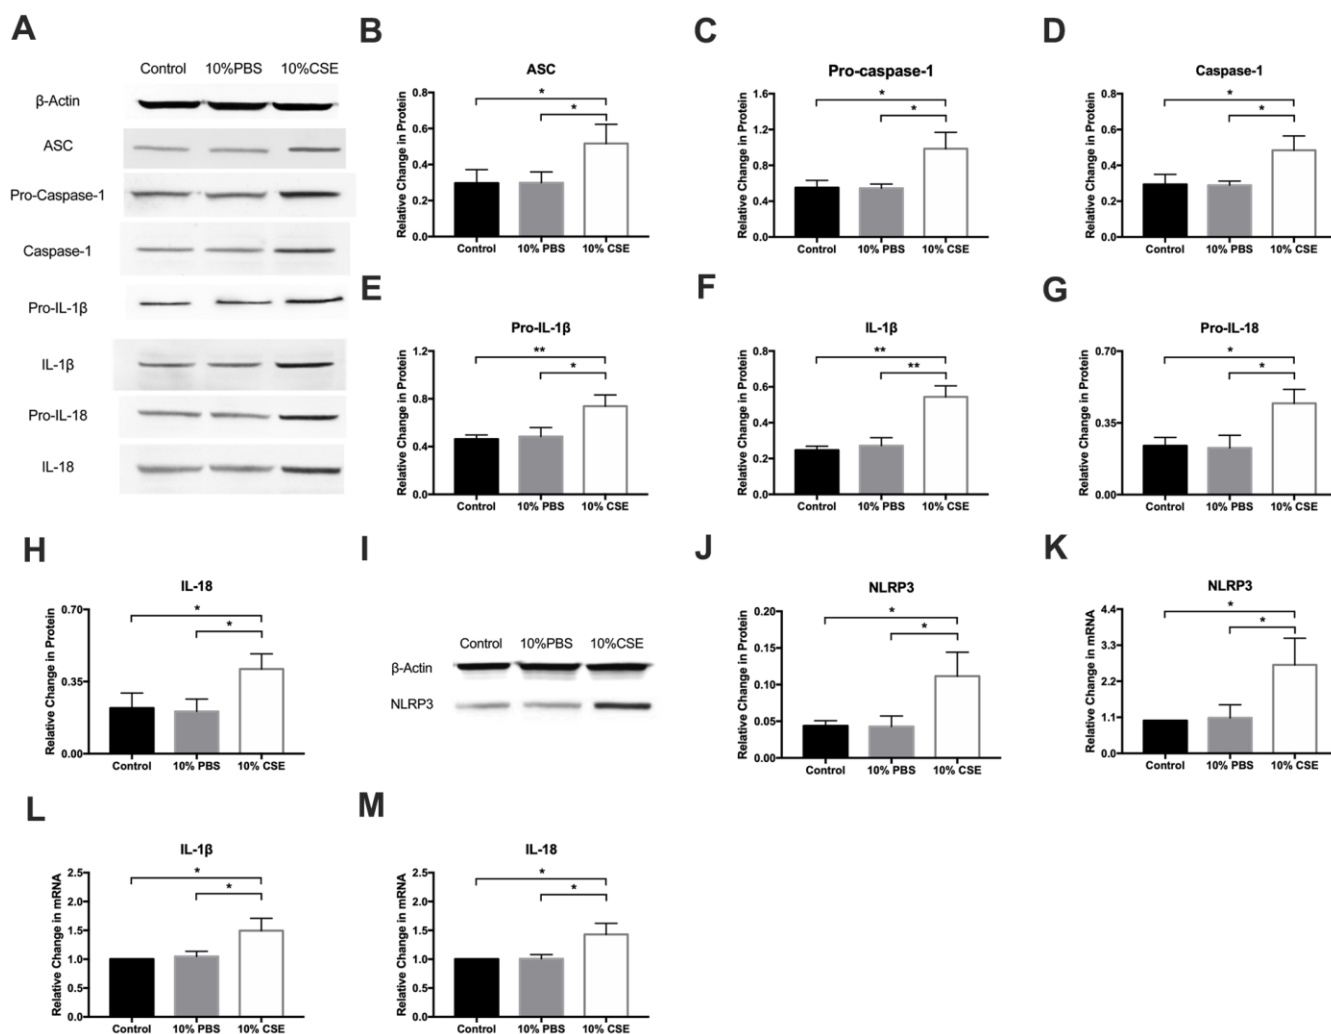 A
Control 10%PBS 10%CSE
β-Actin
ASC
Pro-Caspase-1
Caspase-1
Pro-IL-1β
IL-1β
Pro-IL-18
IL-18
B
ASC
Relative Change in Protein
0.8
0.6
0.4
0.2
0.0
Control 10% PBS 10% CSE
*
*
C
Pro-caspase-1
Relative Change in Protein
1.6
1.2
0.8
0.4
0.0
Control 10% PBS 10% CSE
*
*
D
Caspase-1
Relative Change in Protein
0.8
0.6
0.4
0.2
0.0
Control 10% PBS 10% CSE
*
*
E
Pro-IL-1β
Relative Change in Protein
1.2
0.8
0.4
0.0
Control 10% PBS 10% CSE
**
*
F
IL-1β
Relative Change in Protein
0.8
0.6
0.4
0.2
0.0
Control 10% PBS 10% CSE
**
**
G
Pro-IL-18
Relative Change in Protein
0.70
0.35
0.00
Control 10% PBS 10% CSE
*
*
H
IL-18
Relative Change in Protein
0.70
0.35
0.00
Control 10% PBS 10% CSE
*
*
I
Control 10%PBS 10%CSE
β-Actin
NLRP3
J
NLRP3
Relative Change in Protein
0.20
0.15
0.10
0.05
0.00
Control 10% PBS 10% CSE
*
*
K
NLRP3
Relative Change in mRNA
4.4
3.3
2.2
1.1
0.0
Control 10% PBS 10% CSE
*
*
L
IL-1β
Relative Change in mRNA
2.5
2.0
1.5
1.0
0.5
0.0
Control 10% PBS 10% CSE
*
*
M
IL-18
Relative Change in mRNA
2.5
2.0
1.5
1.0
0.5
0.0
Control 10% PBS 10% CSE
*
*